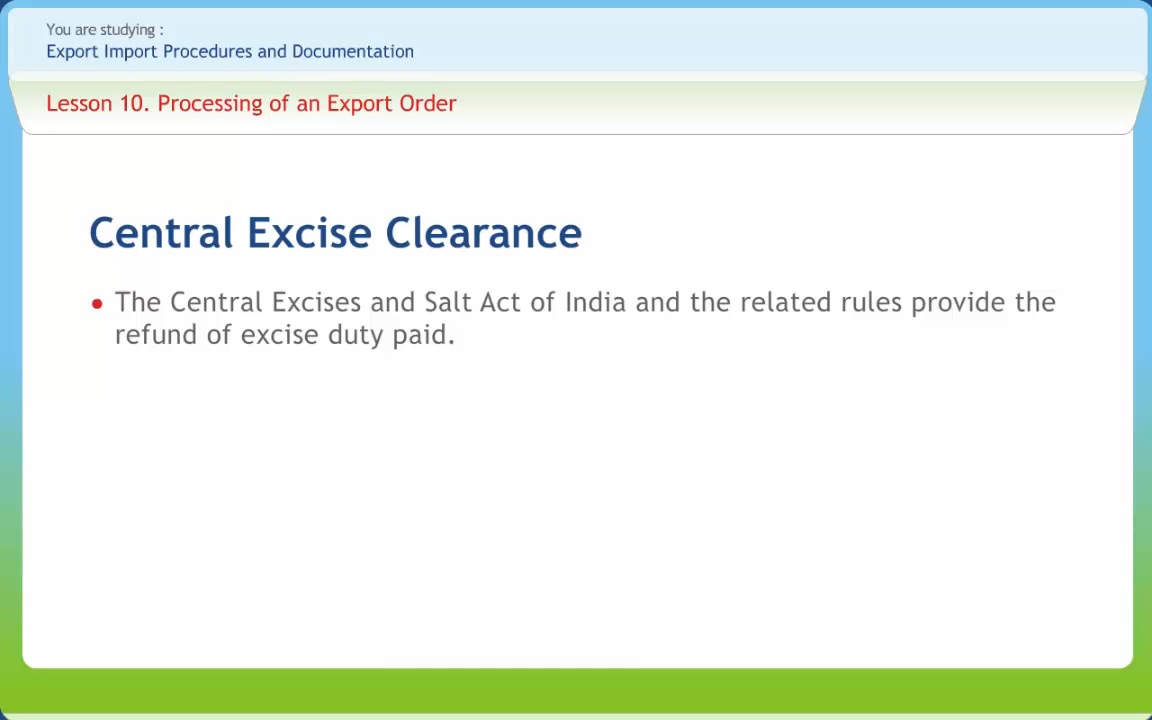 You are studying :
Export Import Procedures and Documentation
Lesson 10. Processing of an Export Order
Central Excise Clearance
• The Central Excises and Salt Act of India and the related rules provide the
refund of excise duty paid.